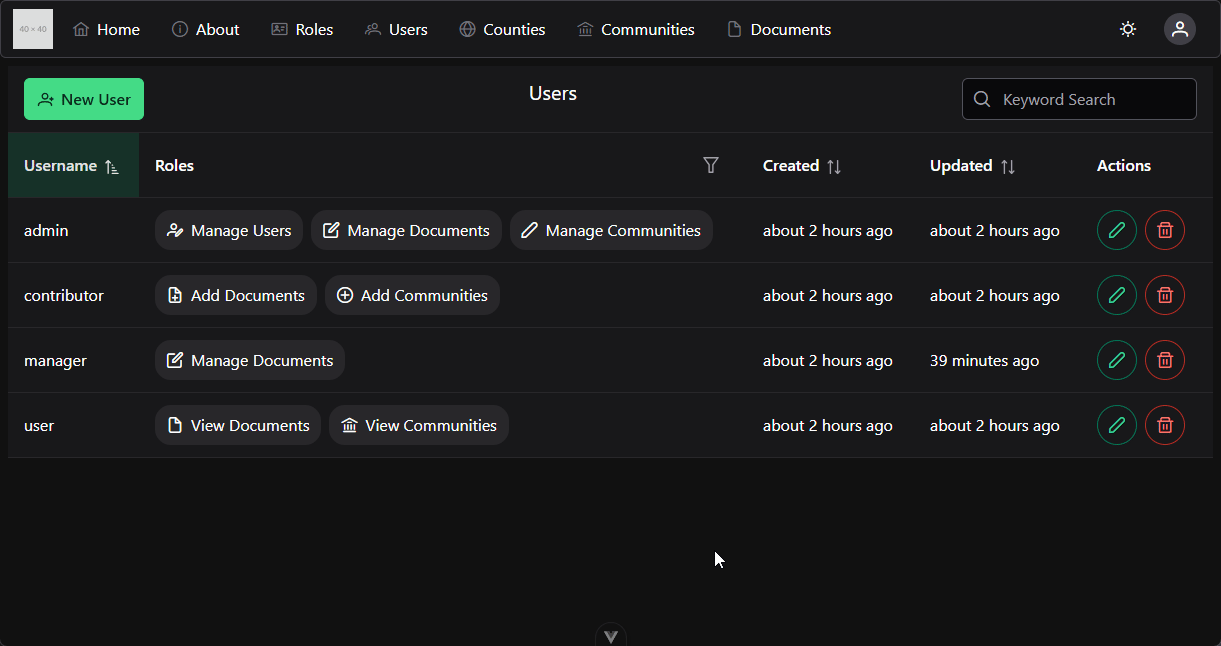 40×40 Home About Roles Users Counties Communities Documents
New User Users Keyword Search
Username Roles Created Updated Actions
admin Manage Users Manage Documents Manage Communities about 2 hours ago about 2 hours ago
contributor Add Documents Add Communities about 2 hours ago about 2 hours ago
manager Manage Documents about 2 hours ago 39 minutes ago
user View Documents View Communities about 2 hours ago about 2 hours ago